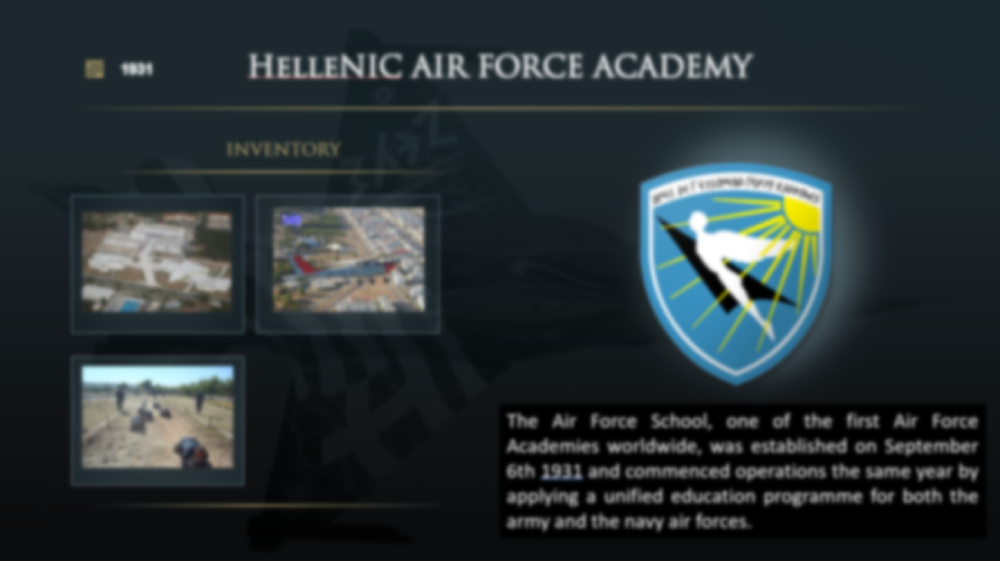 1931
HELLENIC AIR FORCE ACADEMY
INVENTORY
The Air Force School, one of the first Air Force
Academies worldwide, was established on September
6th 1931 and commenced operations the same year by
applying a unified education programme for both the
army and the navy air forces.